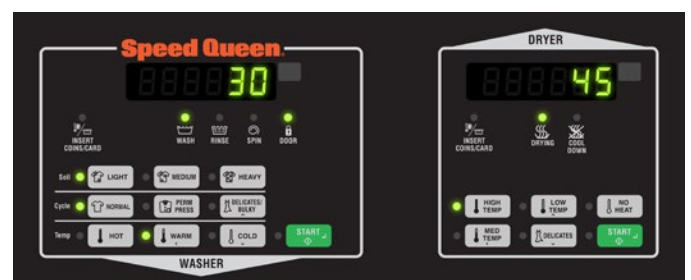 Speed Queen
30
INSERT
COINS/CARD
WASH
RINSE
SPIN
DOOR
Soil
LIGHT
MEDIUM
HEAVY
Cycle
NORMAL
PERM
PRESS
DELICATES/
BULKY
Temp
HOT
WARM
COLD
START
WASHER
DRYER
45
INSERT
COINS/CARD
DRYING
COOL
DOWN
HIGH
TEMP
LOW
TEMP
NO
HEAT
MED
TEMP
DELICATES
START